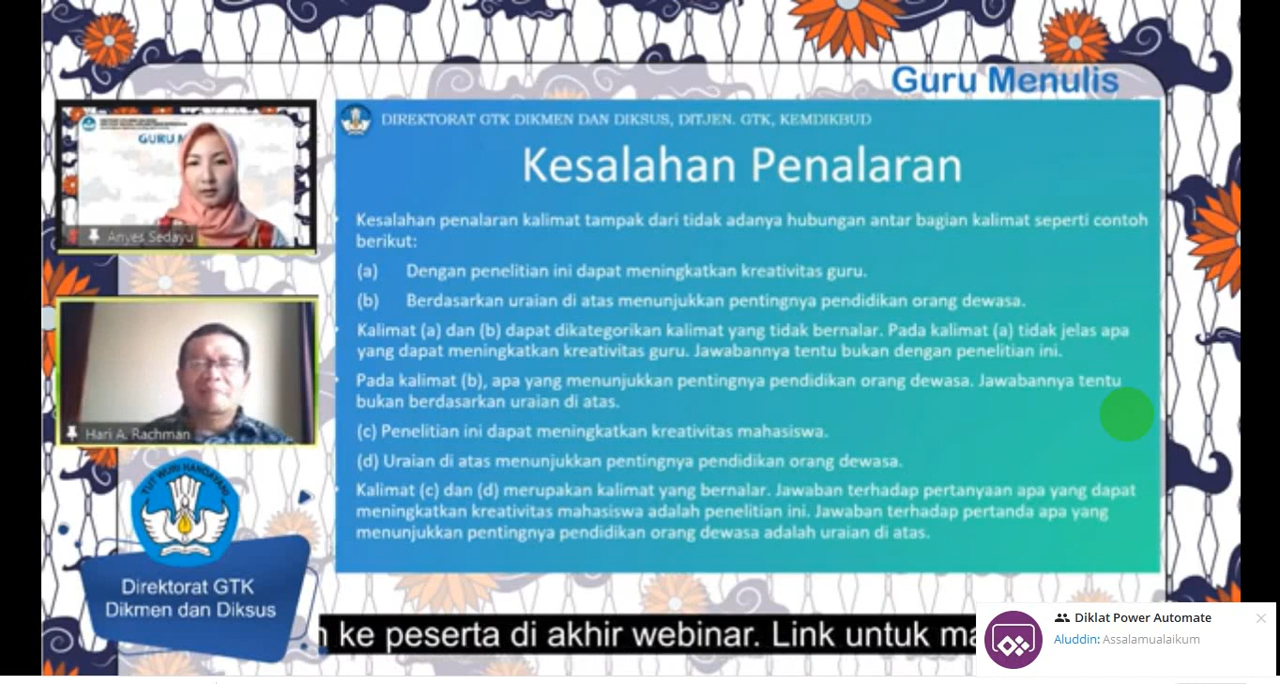 Guru Menulis
GURU M
Anyes Sedayu
Hari A. Rachman
DIREKTORAT GTK DIKMEN DAN DIKSUS, DITJEN. GTK, KEMDIKBUD
Kesalahan Penalaran
Kesalahan penalaran kalimat tampak dari tidak adanya hubungan antar bagian kalimat seperti contoh
berikut:
(a) Dengan penelitian ini dapat meningkatkan kreativitas guru.
(b) Berdasarkan uraian di atas menunjukkan pentingnya pendidikan orang dewasa.
Kalimat (a) dan (b) dapat dikategorikan kalimat yang tidak bernalar. Pada kalimat (a) tidak jelas apa
yang dapat meningkatkan kreativitas guru. Jawabannya tentu bukan dengan penelitian ini.
Pada kalimat (b), apa yang menunjukkan pentingnya pendidikan orang dewasa. Jawabannya tentu
bukan berdasarkan uraian di atas.
(c) Penelitian ini dapat meningkatkan kreativitas mahasiswa.
(d) Uraian di atas menunjukkan pentingnya pendidikan orang dewasa.
Kalimat (c) dan (d) merupakan kalimat yang bernalar. Jawaban terhadap pertanyaan apa yang dapat
meningkatkan kreativitas mahasiswa adalah penelitian ini. Jawaban terhadap pertanda apa yang
menunjukkan pentingnya pendidikan orang dewasa adalah uraian di atas.
TUT WURI HANDAYANI
Direktorat GTK
Dikmen dan Diksus
n ke peserta di akhir webinar. Link untuk ma
Diklat Power Automate
Aluddin: Assalamualaikum